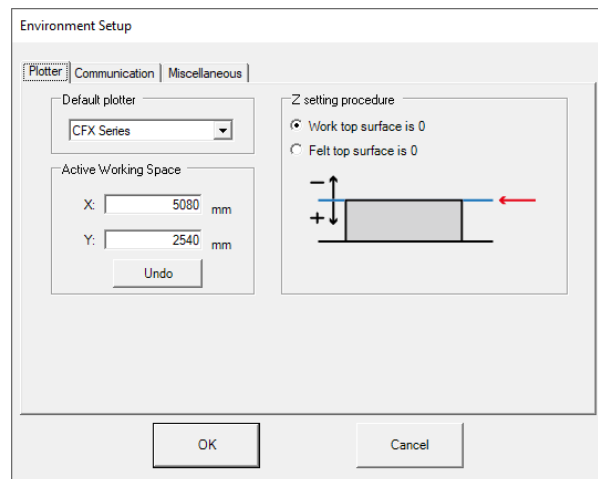 Environment Setup
Plotter Communication Miscellaneous
Default plotter
CFX Series
Active Working Space
X: 5080 mm
Y: 2540 mm
Undo
Z setting procedure
Work top surface is 0
Felt top surface is 0
−
+
OK Cancel